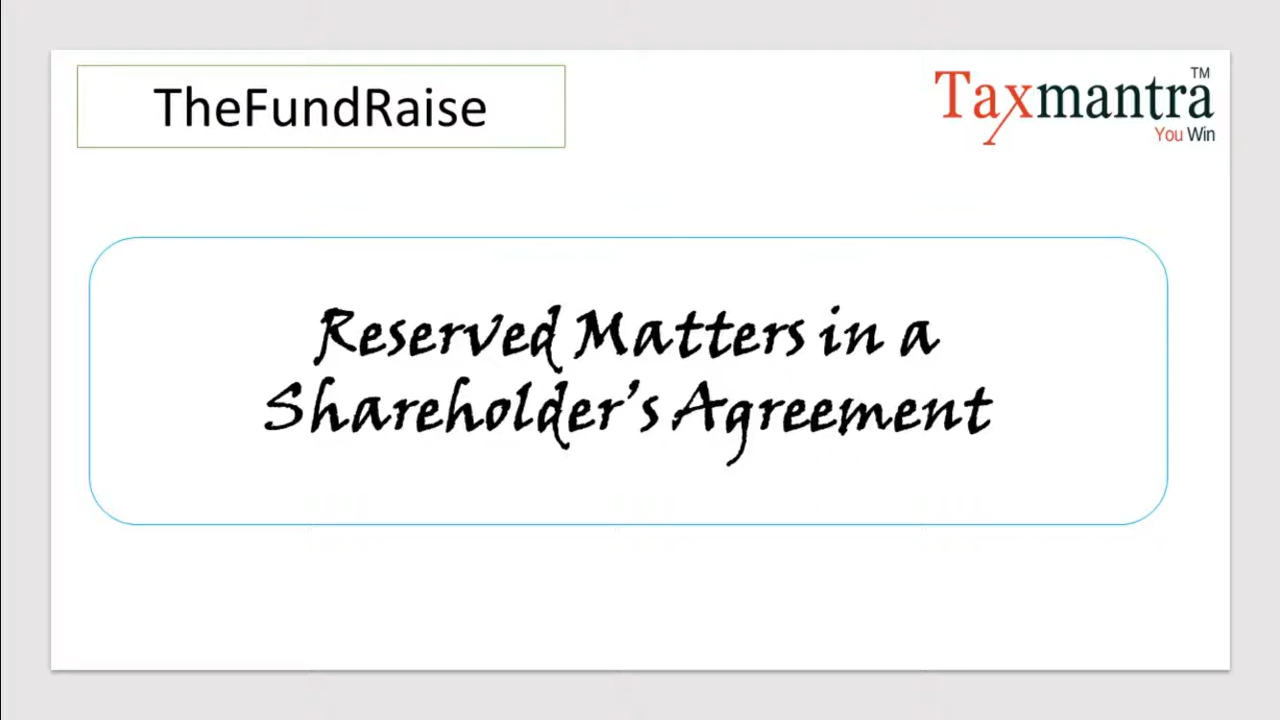 TheFundRaise
Taxmantra™
You Win
Reserved Matters in a
Shareholder’s Agreement